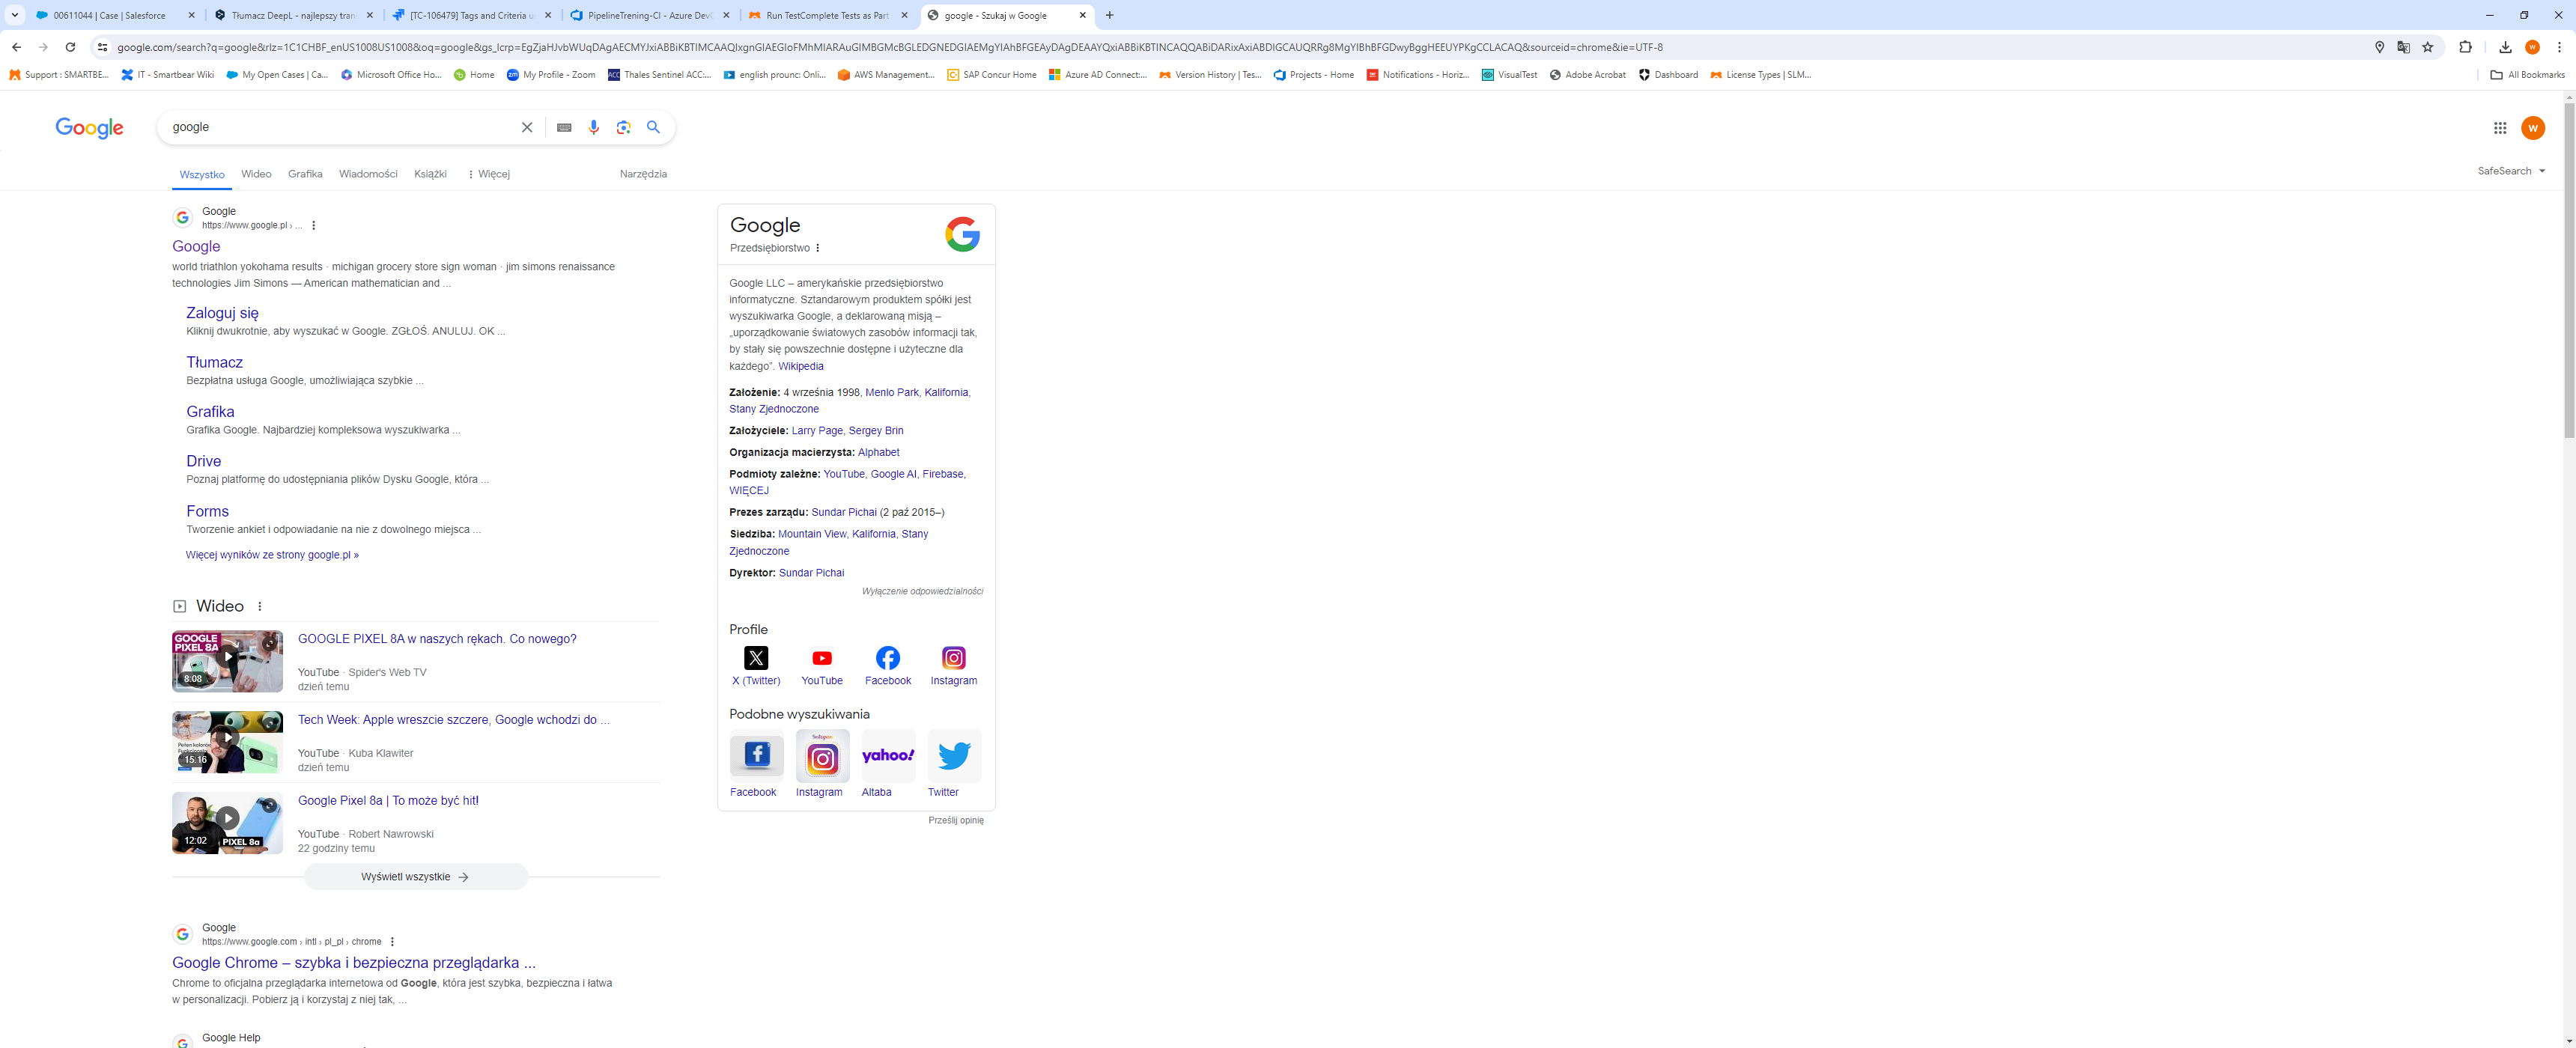 00611044 | Case | Salesforce
Tłumacz DeepL - najlepszy tran
[TC-106479] Tags and Criteria u
PipelineTrening-CI - Azure DevC
Run TestComplete Tests as Part
google - Szukaj w Google
google.com/search?q=google&rlz=1C1CHBF_enUS1008US1008&oq=google&gs_lcrp=EgZjaHJvbWUqDAgAECMYJxiABBiKBTIMCAAQIxgnGIAEGIoFMhMIARAuGIMBGMcBGLEDGNEDGIAEMgYIAhBFGEAyDAgDEAAYQxiABBiKBTINCAQQABiDARixAxiABDIGCAUQRRg8MgYIBhBFGDwyBggHEEUYPKgCCLACAQ&sourceid=chrome&ie=UTF-8
Support : SMARTBE...
IT - Smartbear Wiki
My Open Cases | Ca...
Microsoft Office Ho...
Home
My Profile - Zoom
Thales Sentinel ACC:...
english prounc: Onli...
AWS Management...
SAP Concur Home
Azure AD Connect:...
Version History | Tes...
Projects - Home
Notifications - Horiz...
VisualTest
Adobe Acrobat
Dashboard
License Types | SLM...
All Bookmarks
Google
google
W
Wszystko
Wideo
Grafika
Wiadomości
Książki
Więcej
Narzędzia
SafeSearch
Google
https://www.google.pl › ...
Google
world triathlon yokohama results · michigan grocery store sign woman · jim simons renaissance
technologies Jim Simons — American mathematician and ...
Zaloguj się
Kliknij dwukrotnie, aby wyszukać w Google. ZGŁOŚ. ANULUJ. OK ...
Tłumacz
Bezpłatna usługa Google, umożliwiająca szybkie ...
Grafika
Grafika Google. Najbardziej kompleksowa wyszukiwarka ...
Drive
Poznaj platformę do udostępniania plików Dysku Google, która ...
Forms
Tworzenie ankiet i odpowiadanie na nie z dowolnego miejsca ...
Więcej wyników ze strony google.pl »
Wideo
GOOGLE PIXEL 8A
8:08
GOOGLE PIXEL 8A w naszych rękach. Co nowego?
YouTube · Spider's Web TV
dzień temu
15:16
Tech Week: Apple wreszcie szczere, Google wchodzi do ...
YouTube · Kuba Klawiter
dzień temu
12:02
PIXEL 8a
Google Pixel 8a | To może być hit!
YouTube · Robert Nawrowski
22 godziny temu
Wyświetl wszystkie
Google
https://www.google.com › intl › pl_pl › chrome
Google Chrome – szybka i bezpieczna przeglądarka ...
Chrome to oficjalna przeglądarka internetowa od Google, która jest szybka, bezpieczna i łatwa
w personalizacji. Pobierz ją i korzystaj z niej tak, ...
Google Help
Google
Przedsiębiorstwo
Google LLC – amerykańskie przedsiębiorstwo
informatyczne. Sztandarowym produktem spółki jest
wyszukiwarka Google, a deklarowaną misją –
„uporządkowanie światowych zasobów informacji tak,
by stały się powszechnie dostępne i użyteczne dla
każdego”. Wikipedia
Założenie: 4 września 1998, Menlo Park, Kalifornia,
Stany Zjednoczone
Założyciele: Larry Page, Sergey Brin
Organizacja macierzysta: Alphabet
Podmioty zależne: YouTube, Google AI, Firebase,
WIĘCEJ
Prezes zarządu: Sundar Pichai (2 paź 2015–)
Siedziba: Mountain View, Kalifornia, Stany
Zjednoczone
Dyrektor: Sundar Pichai
Wyłączenie odpowiedzialności
Profile
X (Twitter)
YouTube
Facebook
Instagram
Podobne wyszukiwania
yahoo!
Facebook
Instagram
Altaba
Twitter
Prześlij opinię